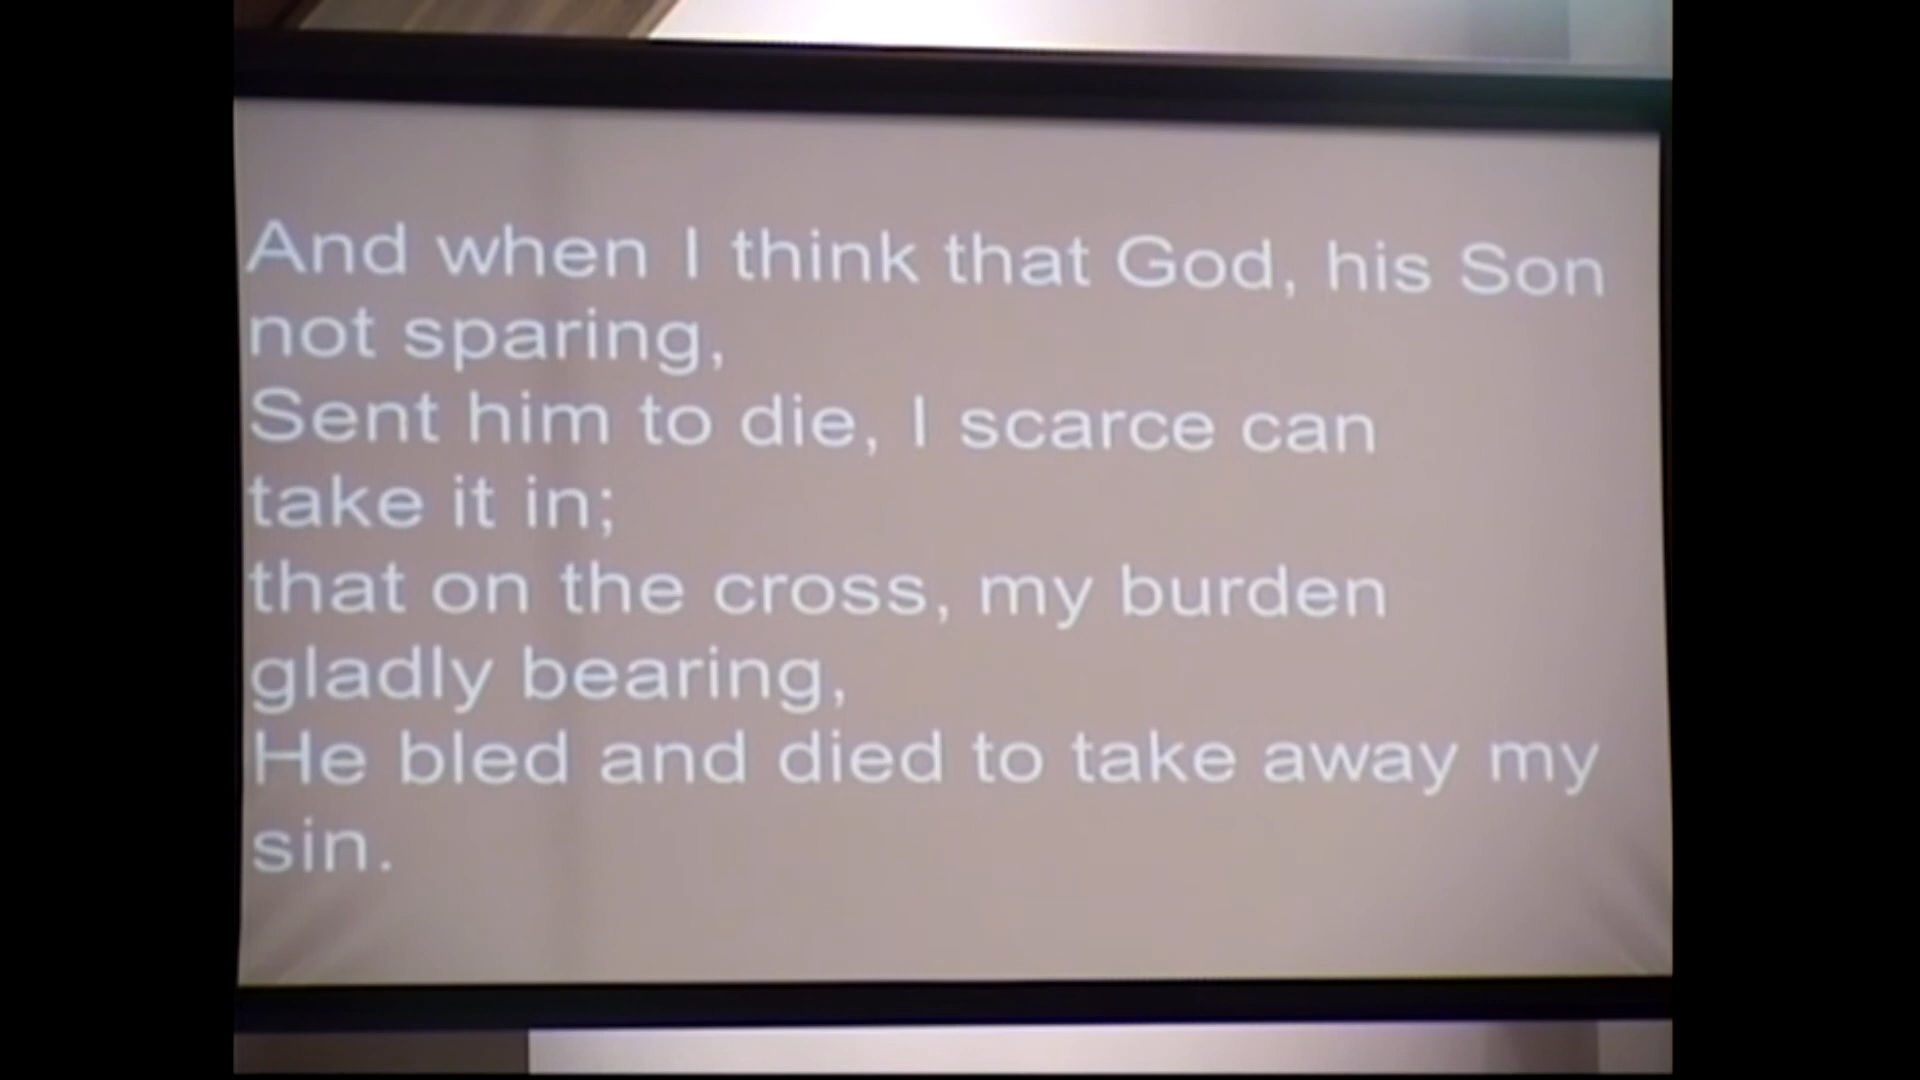 And when I think that God, his Son
not sparing,
Sent him to die, I scarce can
take it in;
that on the cross, my burden
gladly bearing,
He bled and died to take away my
sin.